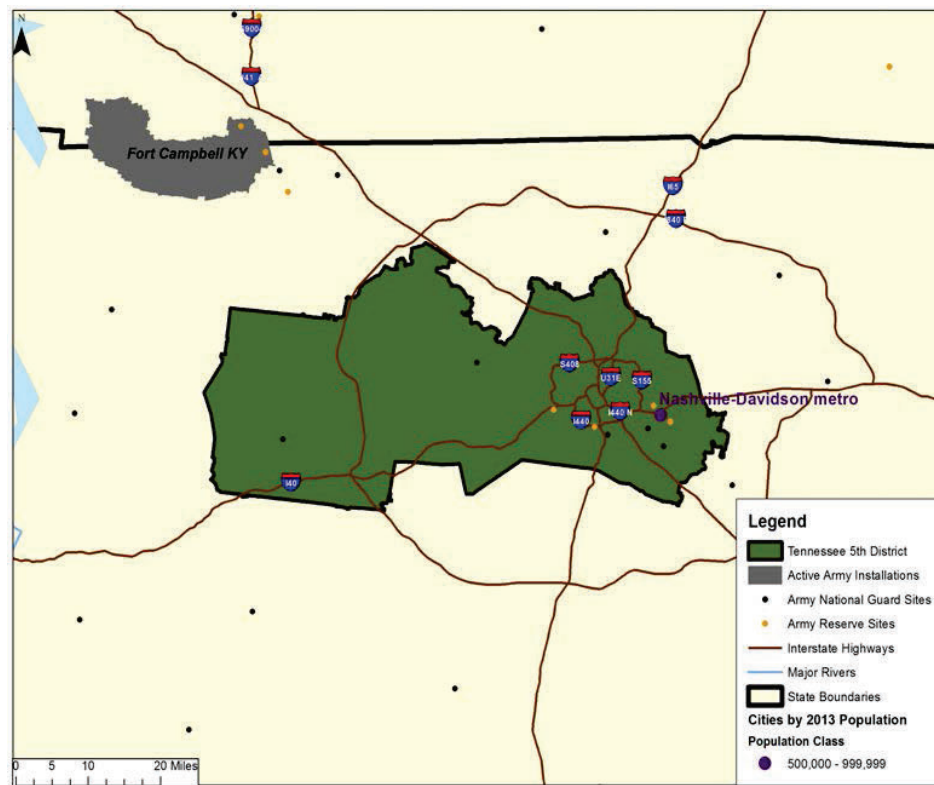 N
I41
Fort Campbell KY
I65
S408
U31E
S155
Nashville-Davidson metro
I440
I440 N
I40
Legend
Tennessee 5th District
Active Army Installations
Army National Guard Sites
Army Reserve Sites
Interstate Highways
Major Rivers
State Boundaries
Cities by 2013 Population
Population Class
500,000 - 999,999
0 5 10 20 Miles